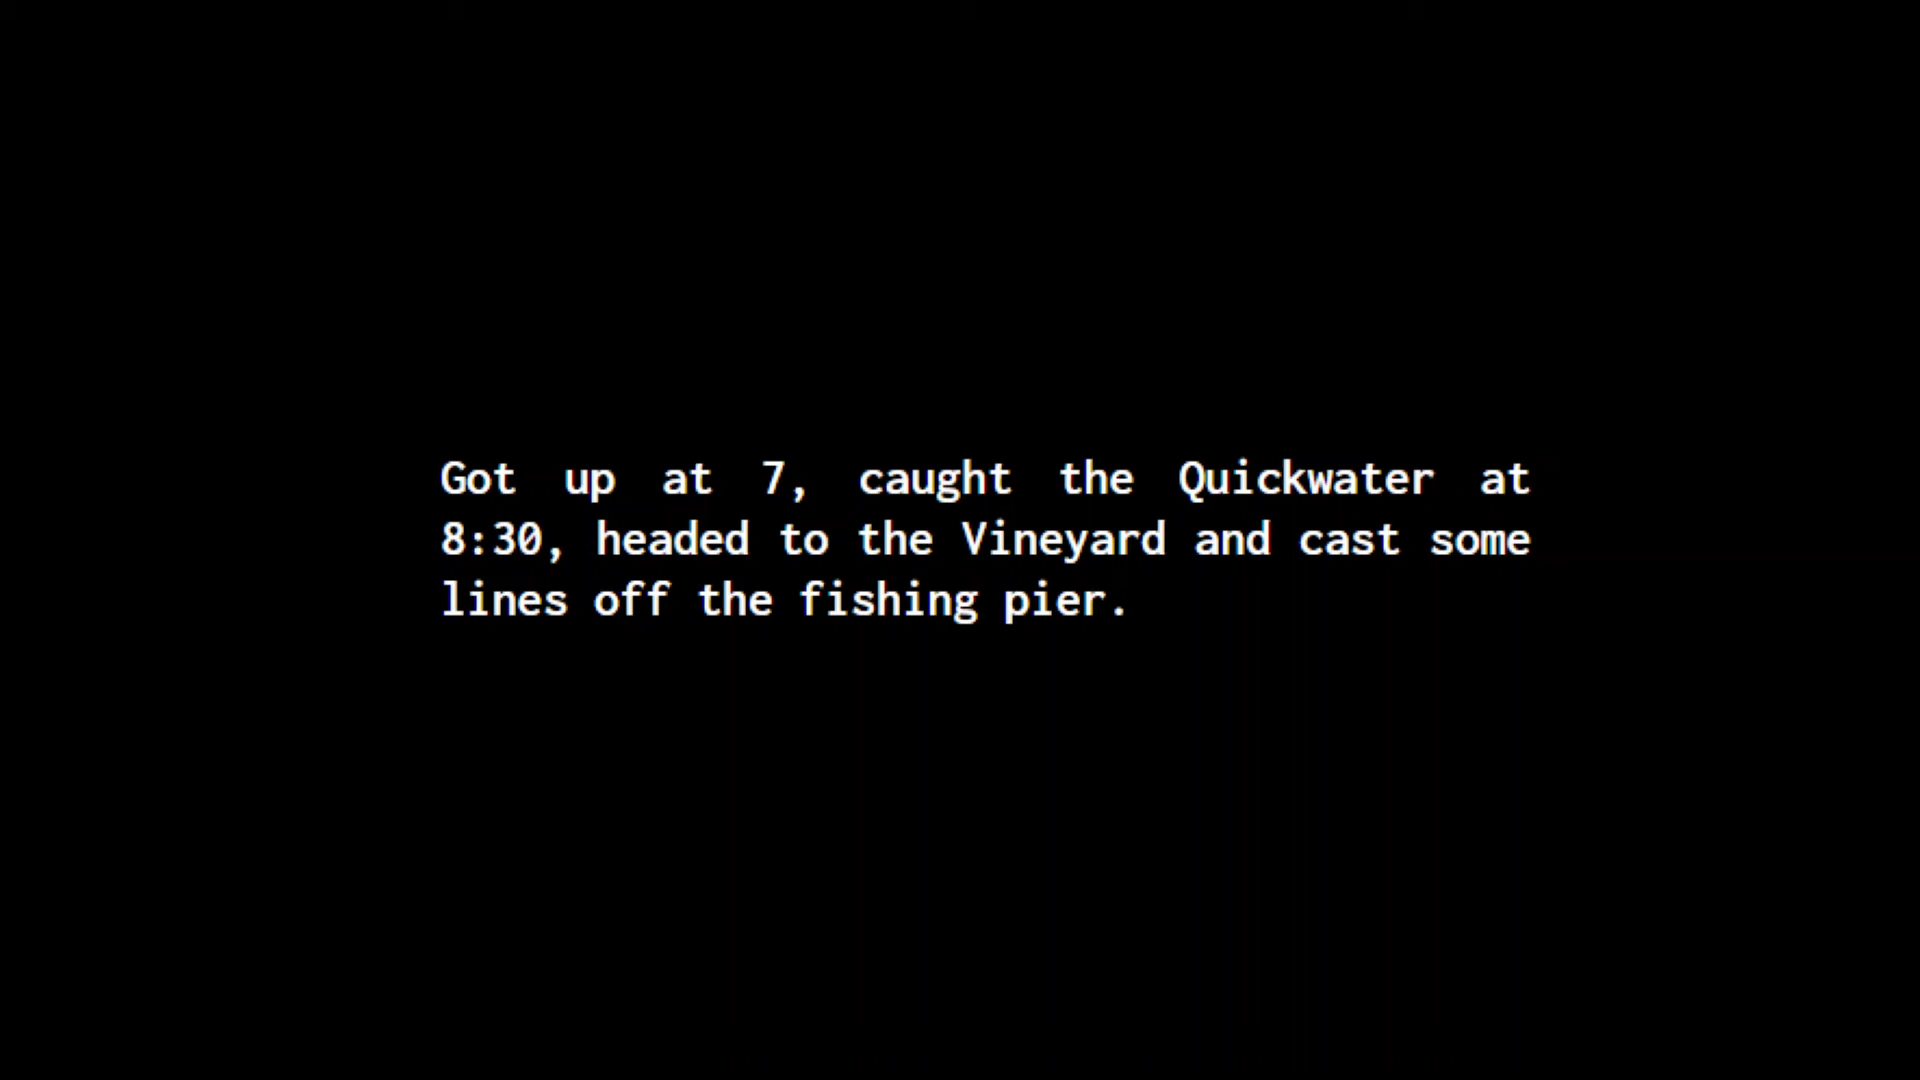 Got up at 7, caught the Quickwater at
8:30, headed to the Vineyard and cast some
lines off the fishing pier.